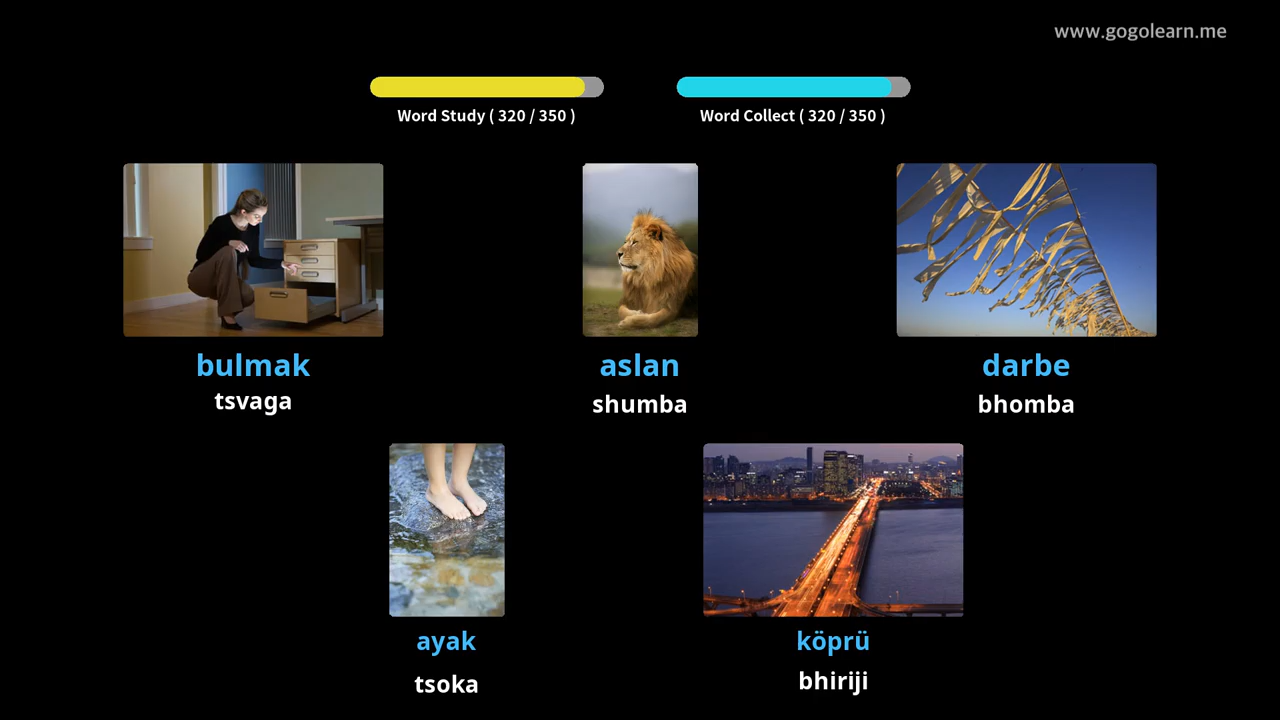 www.gogolearn.me
Word Study ( 320 / 350 )
Word Collect ( 320 / 350 )
bulmak
tsvaga
aslan
shumba
darbe
bhomba
ayak
tsoka
köprü
bhiriji